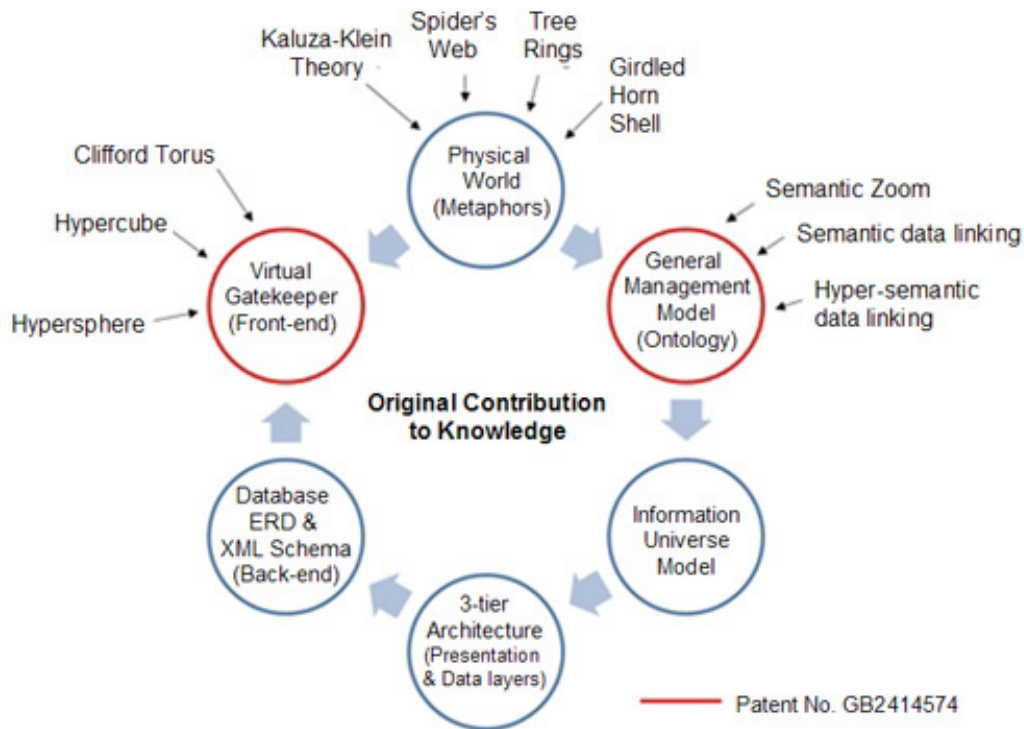 Kaluza-Klein
Theory
Spider's
Web
Tree
Rings
Girdled
Horn
Shell
Physical
World
(Metaphors)
Clifford Torus
Hypercube
Hypersphere
Virtual
Gatekeeper
(Front-end)
Semantic Zoom
Semantic data linking
Hyper-semantic
data linking
General
Management
Model
(Ontology)
Original Contribution
to Knowledge
Database
ERD &
XML Schema
(Back-end)
Information
Universe
Model
3-tier
Architecture
(Presentation
& Data layers)
Patent No. GB2414574